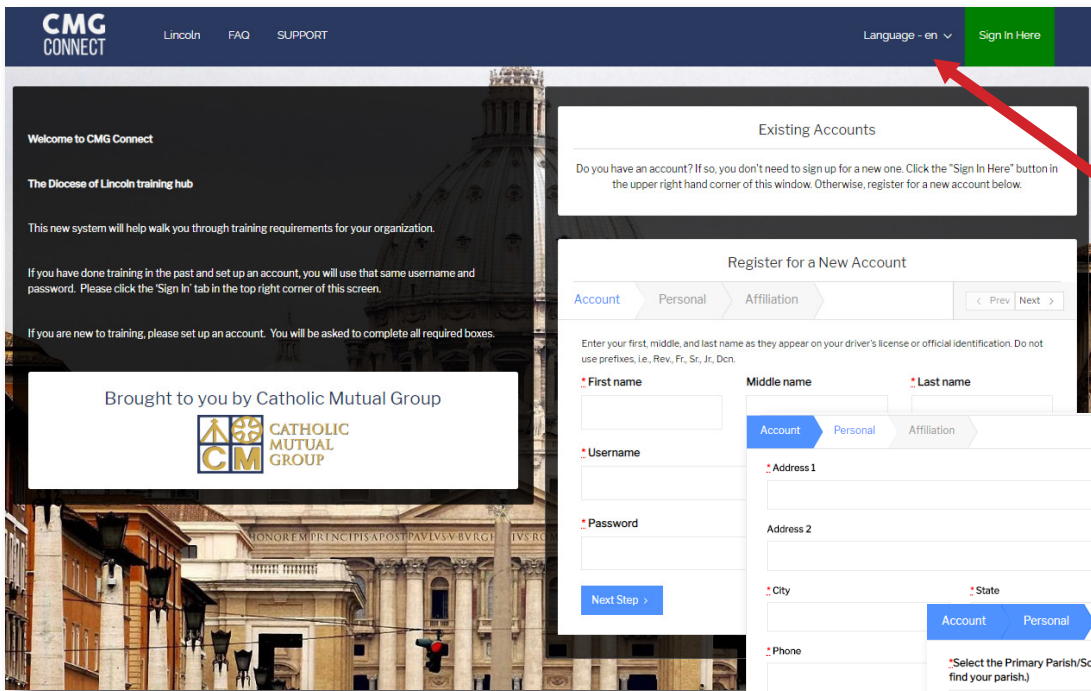 CMG
CONNECT
Lincoln FAQ SUPPORT
Language - en
Sign In Here
Welcome to CMG Connect
The Diocese of Lincoln training hub
This new system will help walk you through training requirements for your organization.
If you have done training in the past and set up an account, you will use that same username and
password. Please click the 'Sign In' tab in the top right corner of this screen.
If you are new to training, please set up an account. You will be asked to complete all required boxes.
Brought to you by Catholic Mutual Group
CM
CATHOLIC
MUTUAL
GROUP
HONOREM PRINCIPIS APOST PAVLVS V BVRGH
Existing Accounts
Do you have an account? If so, you don't need to sign up for a new one. Click the "Sign In Here" button in
the upper right hand corner of this window. Otherwise, register for a new account below.
Register for a New Account
Account Personal Affiliation
< Prev Next >
Enter your first, middle, and last name as they appear on your driver's license or official identification. Do not
use prefixes, i.e., Rev., Fr., Sr., Jr., Dcn.
* First name Middle name * Last name
* Username
* Password
Next Step >
Account Personal Affiliation
* Address 1
Address 2
* City * State
* Phone
Account Personal
*Select the Primary Parish/Sc
find your parish.)